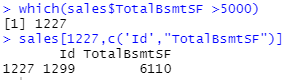 > which(sales$TotalBsmtSF >5000)
[1] 1227
> sales[1227,c('Id',"TotalBsmtSF")]
       Id TotalBsmtSF
1227 1299        6110